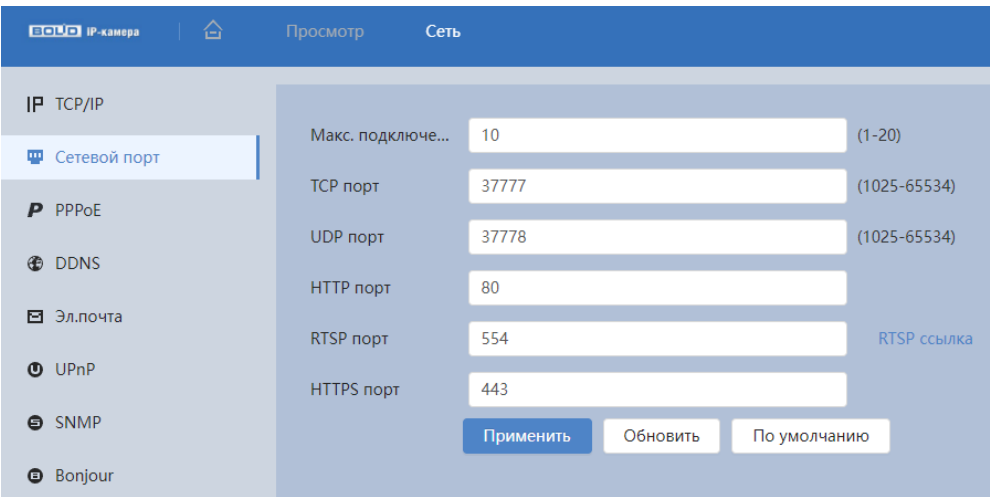 BOLID IP-камера
Просмотр
Сеть
TCP/IP
Сетевой порт
PPPoE
DDNS
Эл.почта
UPnP
SNMP
Bonjour
Макс. подключе... 10 (1-20)
TCP порт 37777 (1025-65534)
UDP порт 37778 (1025-65534)
HTTP порт 80
RTSP порт 554 RTSP ссылка
HTTPS порт 443
Применить Обновить По умолчанию